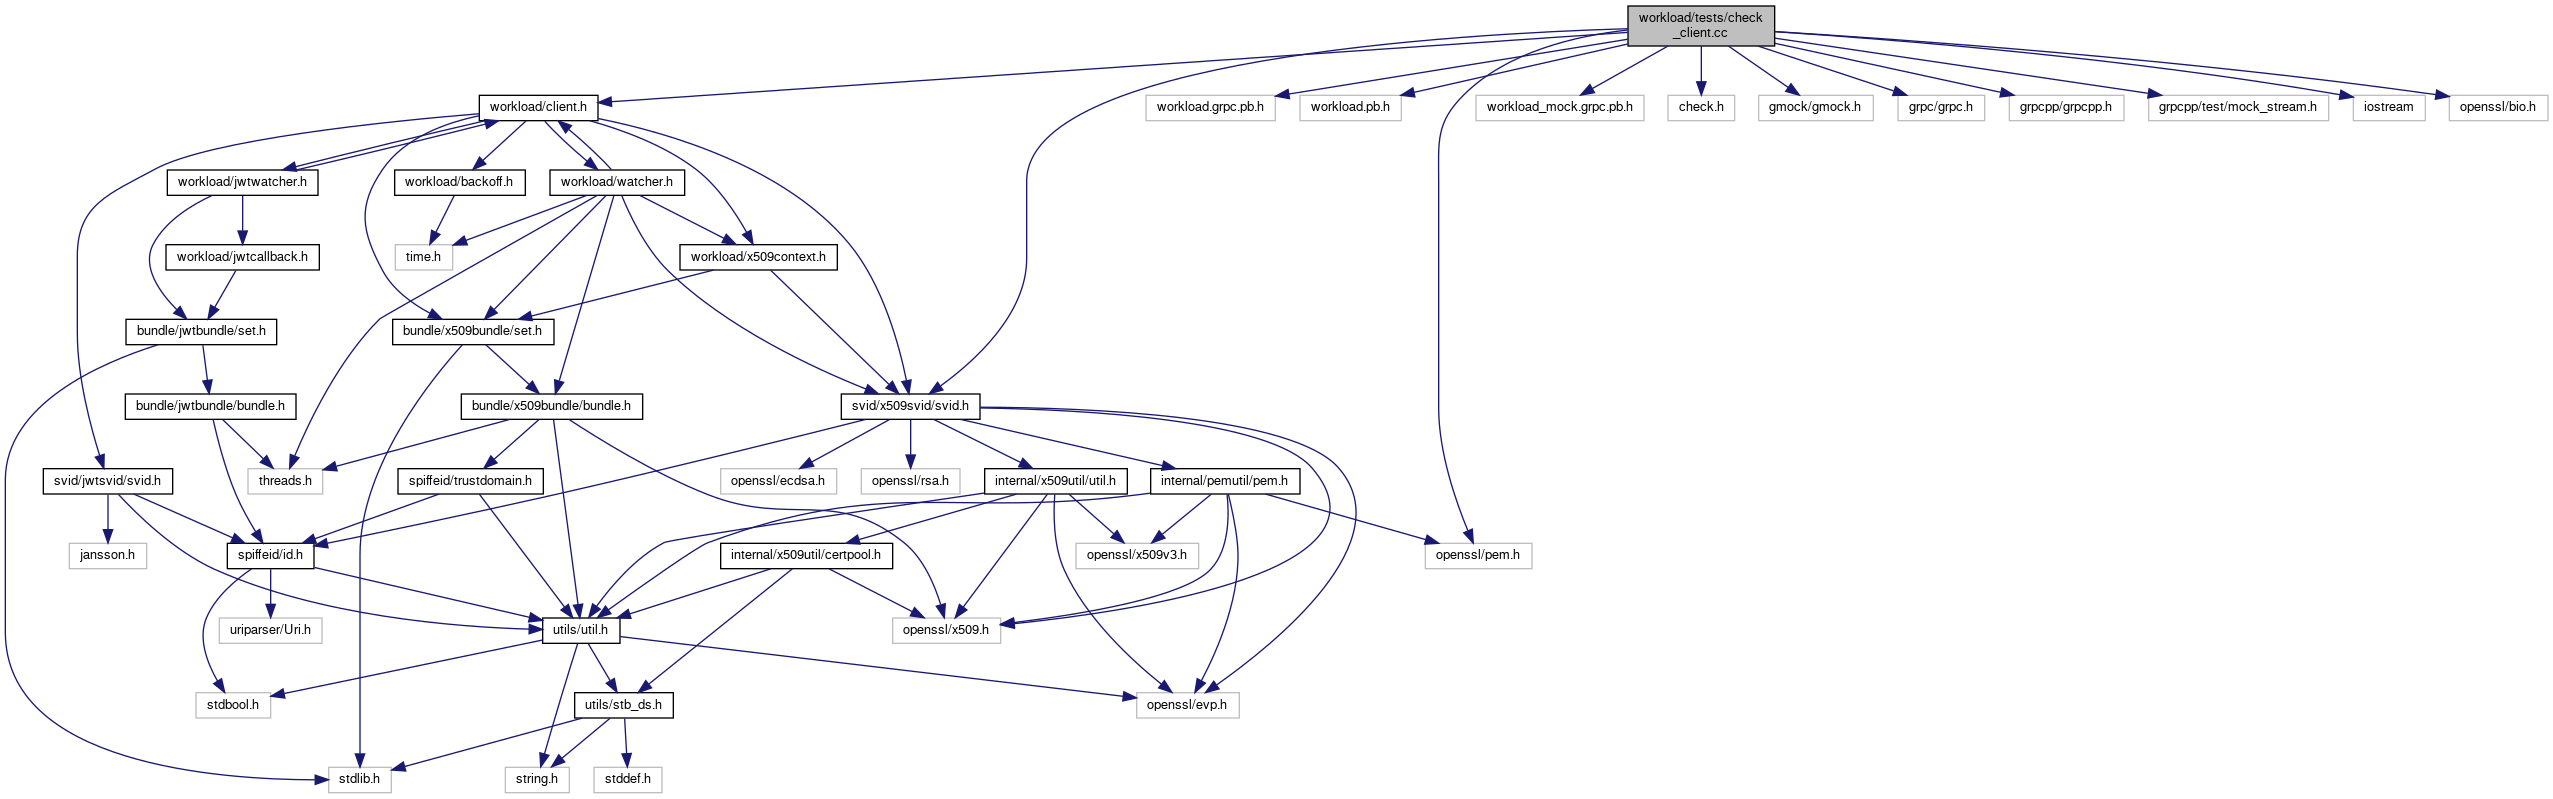 workload/tests/check
_client.cc
workload/client.h
workload.grpc.pb.h
workload.pb.h
workload_mock.grpc.pb.h
check.h
gmock/gmock.h
grpc/grpc.h
grpcpp/grpcpp.h
grpcpp/test/mock_stream.h
iostream
openssl/bio.h
workload/jwtwatcher.h
workload/backoff.h
workload/watcher.h
workload/jwtcallback.h
time.h
workload/x509context.h
bundle/jwtbundle/set.h
bundle/x509bundle/set.h
bundle/jwtbundle/bundle.h
bundle/x509bundle/bundle.h
svid/x509svid/svid.h
svid/jwtsvid/svid.h
threads.h
spiffeid/trustdomain.h
openssl/ecdsa.h
openssl/rsa.h
internal/x509util/util.h
internal/pemutil/pem.h
jansson.h
spiffeid/id.h
internal/x509util/certpool.h
openssl/x509v3.h
openssl/pem.h
uriparser/Uri.h
utils/util.h
openssl/x509.h
stdbool.h
utils/stb_ds.h
openssl/evp.h
stdlib.h
string.h
stddef.h